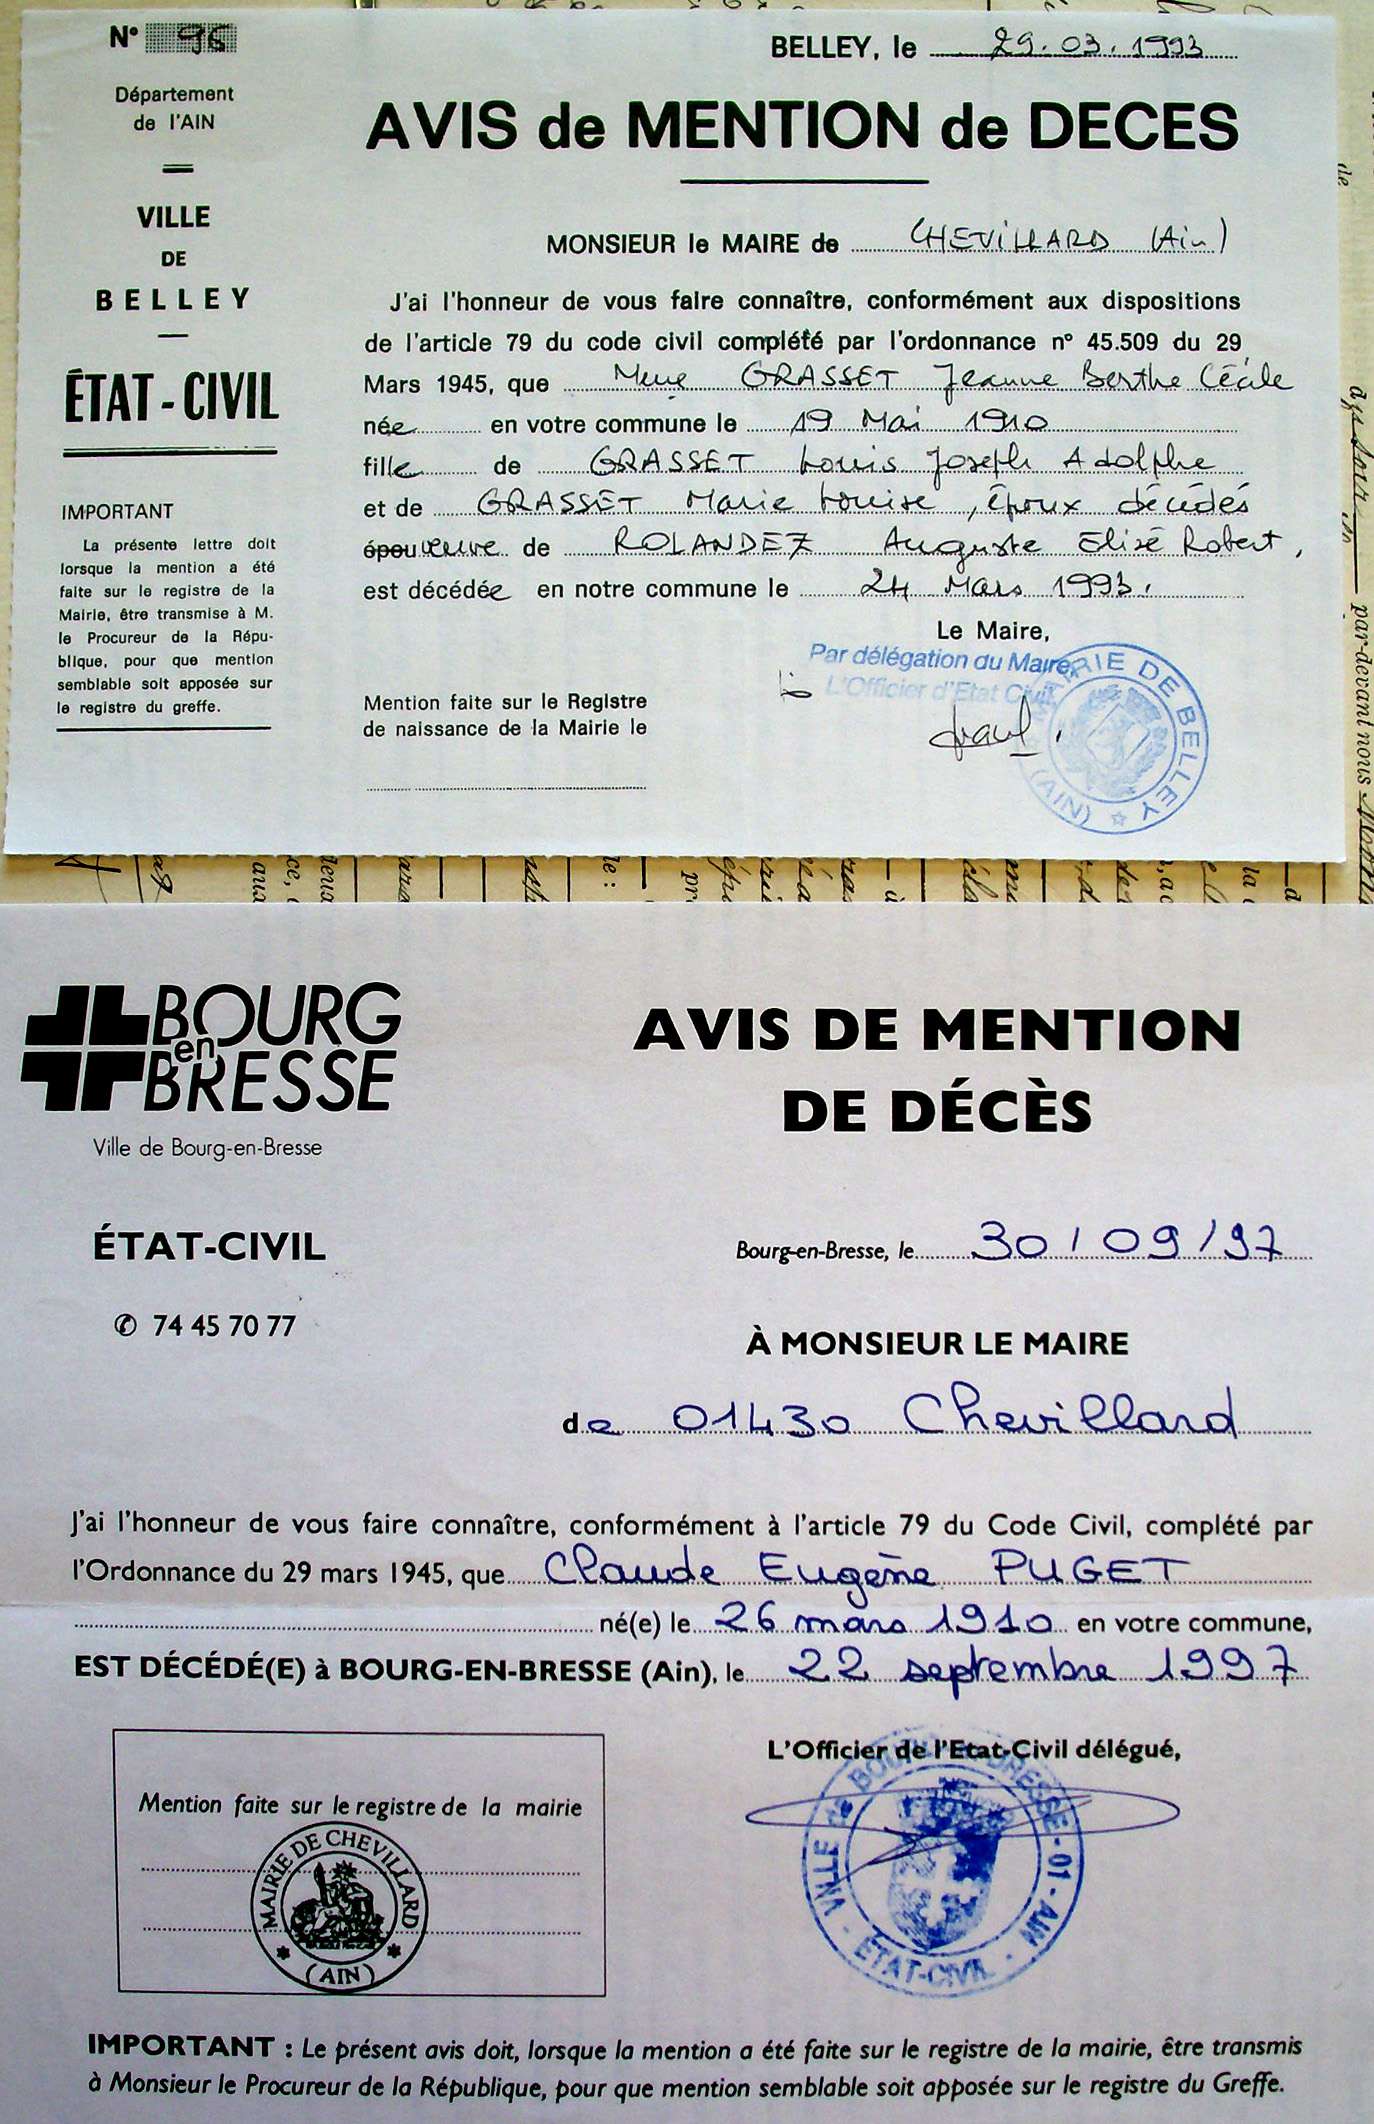 N° 96
BELLEY, le 29.03.1993
Département
de l'AIN
AVIS de MENTION de DECES
VILLE
DE
BELLEY
ÉTAT-CIVIL
MONSIEUR le MAIRE de CHEVILLARD (Ain)
J'ai l'honneur de vous faire connaître, conformément aux dispositions
de l'article 79 du code civil complété par l'ordonnance n° 45.509 du 29
Mars 1945, que Mme GRASSET Jeanne Berthe Cécile
née en votre commune le 19 Mai 1910
fille de GRASSET Louis Joseph Adolphe
et de GRASSET Marie Louise, époux décédés
épou veuve de ROLANDEZ Auguste Elisé Robert,
est décédée en notre commune le 24 Mars 1993.
IMPORTANT
La présente lettre doit
lorsque la mention a été
faite sur le registre de la
Mairie, être transmise à M.
le Procureur de la Répu-
blique, pour que mention
semblable soit apposée sur
le registre du greffe.
Le Maire,
Par délégation du Maire,
L'Officier d'Etat Civil
MAIRIE DE BELLEY
(AIN)
Mention faite sur le Registre
de naissance de la Mairie le
par-devant nous
BOURG
en
BRESSE
Ville de Bourg-en-Bresse
AVIS DE MENTION
DE DÉCÈS
ÉTAT-CIVIL
✆ 74 45 70 77
Bourg-en-Bresse, le 30/09/97
À MONSIEUR LE MAIRE
de 01430 Chevillard
J'ai l'honneur de vous faire connaître, conformément à l'article 79 du Code Civil, complété par
l'Ordonnance du 29 mars 1945, que Claude Eugène PUGET
né(e) le 26 mars 1910 en votre commune,
EST DÉCÉDÉ(E) à BOURG-EN-BRESSE (Ain), le 22 septembre 1997
L'Officier de l'Etat-Civil délégué,
VILLE de BOURG-EN-BRESSE - 01 - AIN
- ÉTAT-CIVIL -
Mention faite sur le registre de la mairie
MAIRIE DE CHEVILLARD
(AIN)
IMPORTANT : Le présent avis doit, lorsque la mention a été faite sur le registre de la mairie, être transmis
à Monsieur le Procureur de la République, pour que mention semblable soit apposée sur le registre du Greffe.